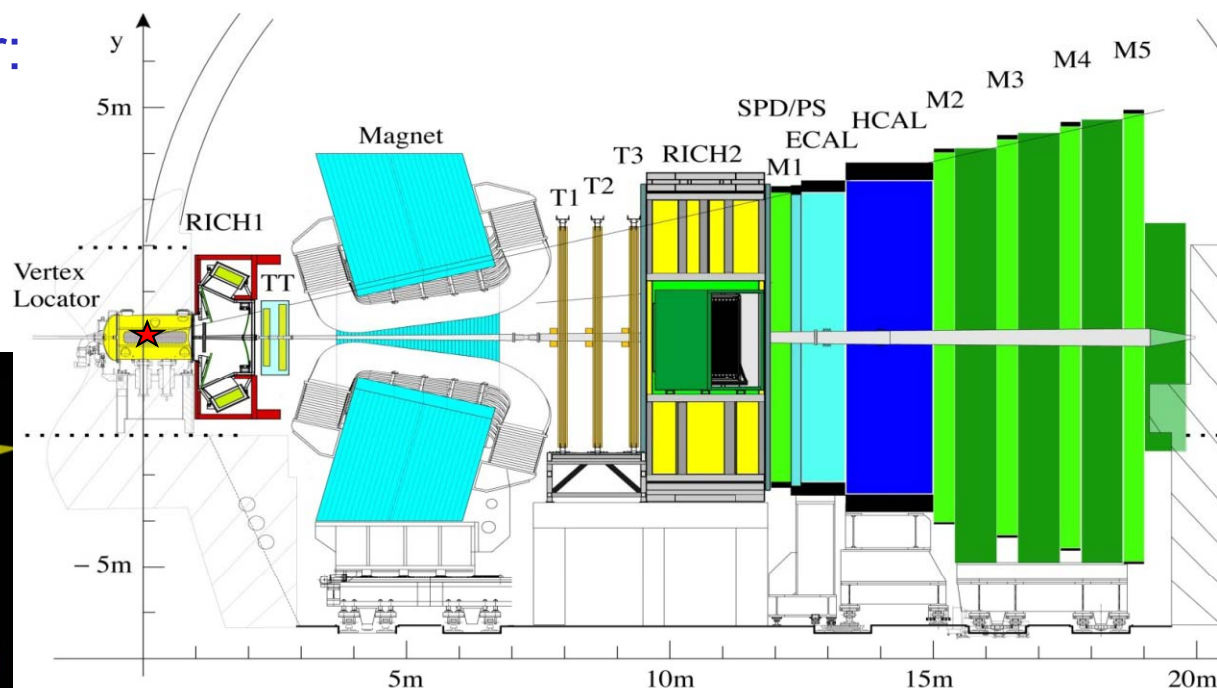 y
5m
Magnet
RICH1
Vertex
Locator
TT
T1
T2
T3
RICH2
M1
SPD/PS
ECAL
HCAL
M2
M3
M4
M5
− 5m
5m
10m
15m
20m